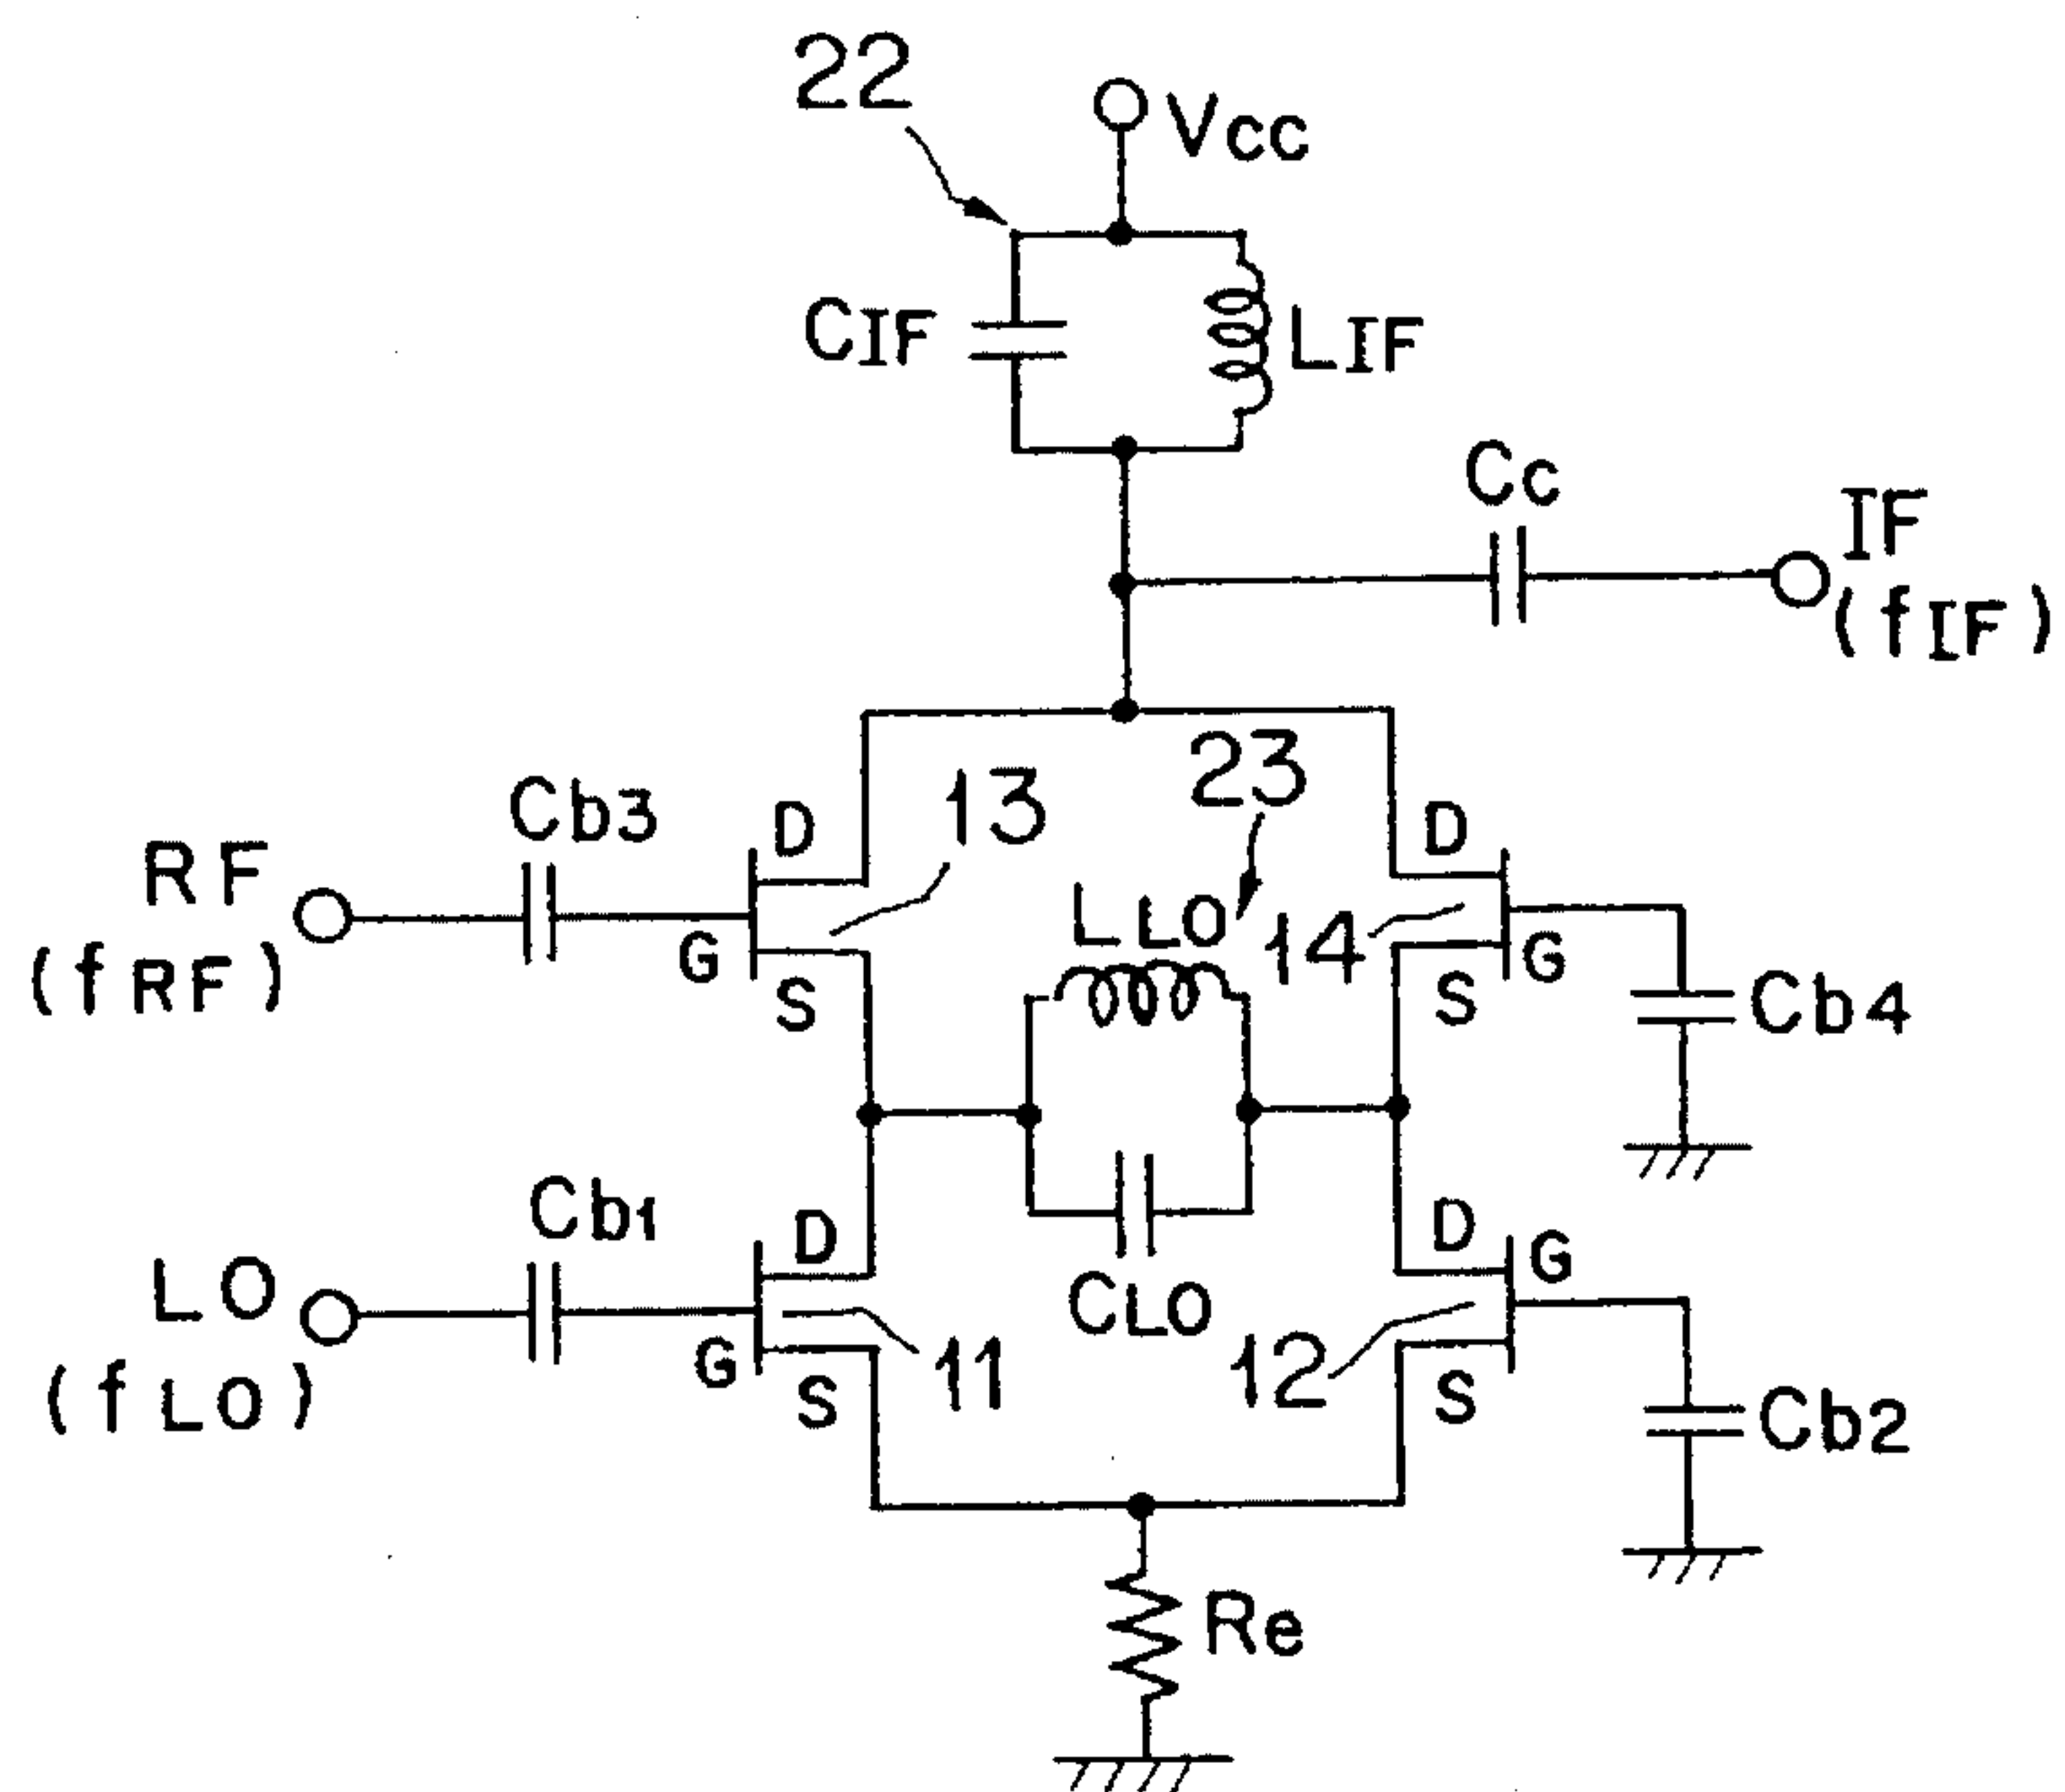 22
Vcc
CIF
LIF
Cc
IF
(fIF)
Cb3
D
13
23
D
RF
G
LLO
14
G
(fRF)
S
S
Cb4
Cb1
D
D
G
LO
CLO
(fLO)
G
S
11
12
S
Cb2
Re